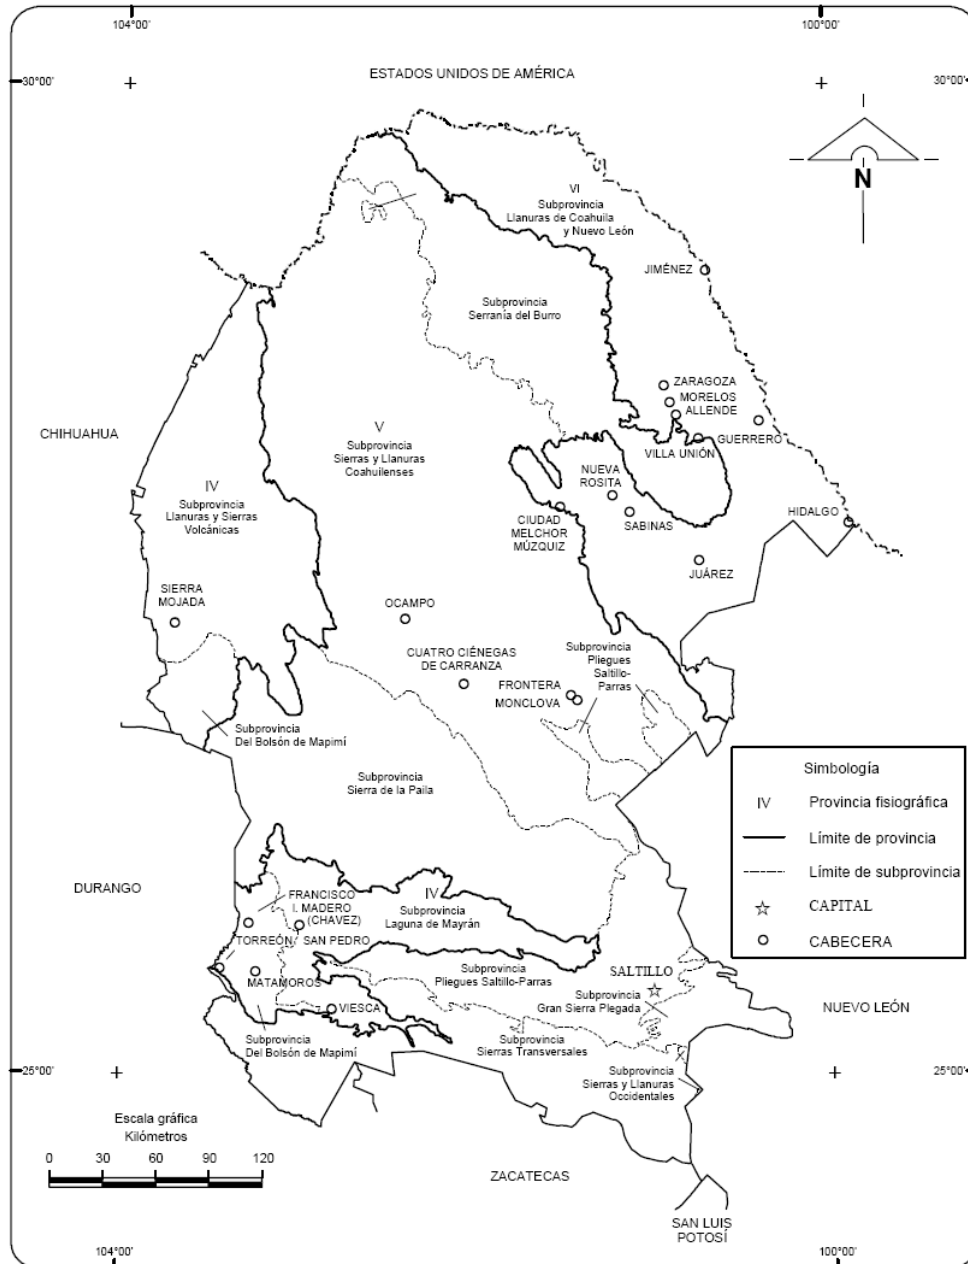 104°00'
100°00'
30°00'
30°00'
ESTADOS UNIDOS DE AMÉRICA
N
VI
Subprovincia
Llanuras de Coahuila
y Nuevo León
JIMÉNEZ
Subprovincia
Serranía del Burro
ZARAGOZA
MORELOS
ALLENDE
GUERRERO
VILLA UNIÓN
CHIHUAHUA
V
Subprovincia
Sierras y Llanuras
Coahuilenses
NUEVA
ROSITA
IV
Subprovincia
Llanuras y Sierras
Volcánicas
CIUDAD
MELCHOR
MÚZQUIZ
SABINAS
HIDALGO
JUÁREZ
SIERRA
MOJADA
OCAMPO
CUATRO CIÉNEGAS
DE CARRANZA
Subprovincia
Pliegues
Saltillo-
Parras
FRONTERA
MONCLOVA
Subprovincia
Del Bolsón de Mapimí
Subprovincia
Sierra de la Paila
Simbología
IV Provincia fisiográfica
Límite de provincia
Límite de subprovincia
CAPITAL
CABECERA
DURANGO
FRANCISCO
I. MADERO
(CHAVEZ)
IV
Subprovincia
Laguna de Mayrán
TORREÓN
SAN PEDRO
MATAMOROS
Subprovincia
Pliegues Saltillo-Parras
SALTILLO
Subprovincia
Gran Sierra Plegada
VIESCA
NUEVO LEÓN
Subprovincia
Del Bolsón de Mapimí
Subprovincia
Sierras Transversales
Subprovincia
Sierras y Llanuras
Occidentales
25°00'
25°00'
Escala gráfica
Kilómetros
0 30 60 90 120
ZACATECAS
SAN LUIS
POTOSÍ
104°00'
100°00'